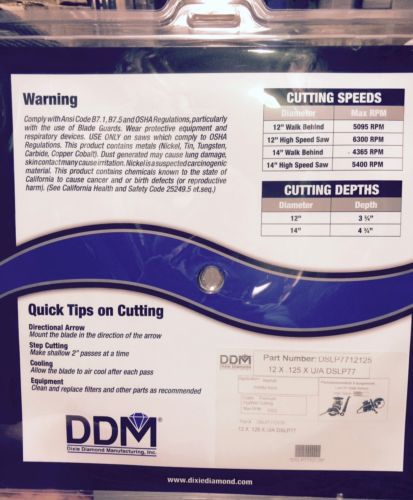 Warning
Comply with Ansi Code B7.1, B7.5 and OSHA Regulations, particularly
with the use of Blade Guards. Wear protective equipment and
respiratory devices. USE ONLY on saws which comply to OSHA
Regulations. This product contains metals (Nickel, Tin, Tungsten,
Carbide, Copper Cobalt). Dust generated may cause lung damage,
skin contact may cause irritation. Nickel is a suspected carcinogenic
material. This product contains chemicals known to the state of
California to cause cancer and or birth defects (or reproductive
harm). (See California Health and Safety Code 25249.5 et.seq.)
CUTTING SPEEDS
Diameter Max RPM
12" Walk Behind 5095 RPM
12" High Speed Saw 6300 RPM
14" Walk Behind 4365 RPM
14" High Speed Saw 5400 RPM
CUTTING DEPTHS
Diameter Depth
12" 3 ¾"
14" 4 ¾"
Quick Tips on Cutting
Directional Arrow
Mount the blade in the direction of the arrow
Step Cutting
Make shallow 2" passes at a time
Cooling
Allow the blade to air cool after each pass
Equipment
Clean and replace filters and other parts as recommended
DDM
Dixie Diamond Manufacturing, Inc.
DDM
Part Number: DSLP7712125
12 X .125 X U/A DSLP77
12 X .125 X U/A DSLP77
www.dixiediamond.com